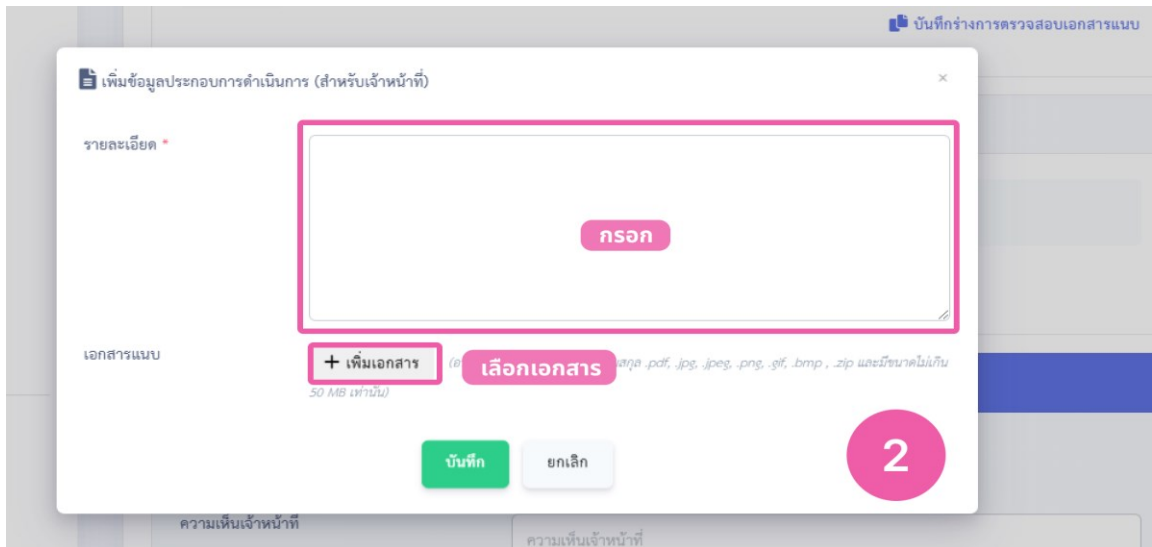 บันทึกร่างการตรวจสอบเอกสารแนบ
เพิ่มข้อมูลประกอบการดำเนินการ (สำหรับเจ้าหน้าที่)
×
รายละเอียด *
กรอก
เอกสารแนบ
+ เพิ่มเอกสาร
เลือกเอกสาร
สกุล .pdf, .jpg, .jpeg, .png, .gif, .bmp , .zip และมีขนาดไม่เกิน
50 MB เท่านั้น)
บันทึก
ยกเลิก
2
ความเห็นเจ้าหน้าที่
ความเห็นเจ้าหน้าที่